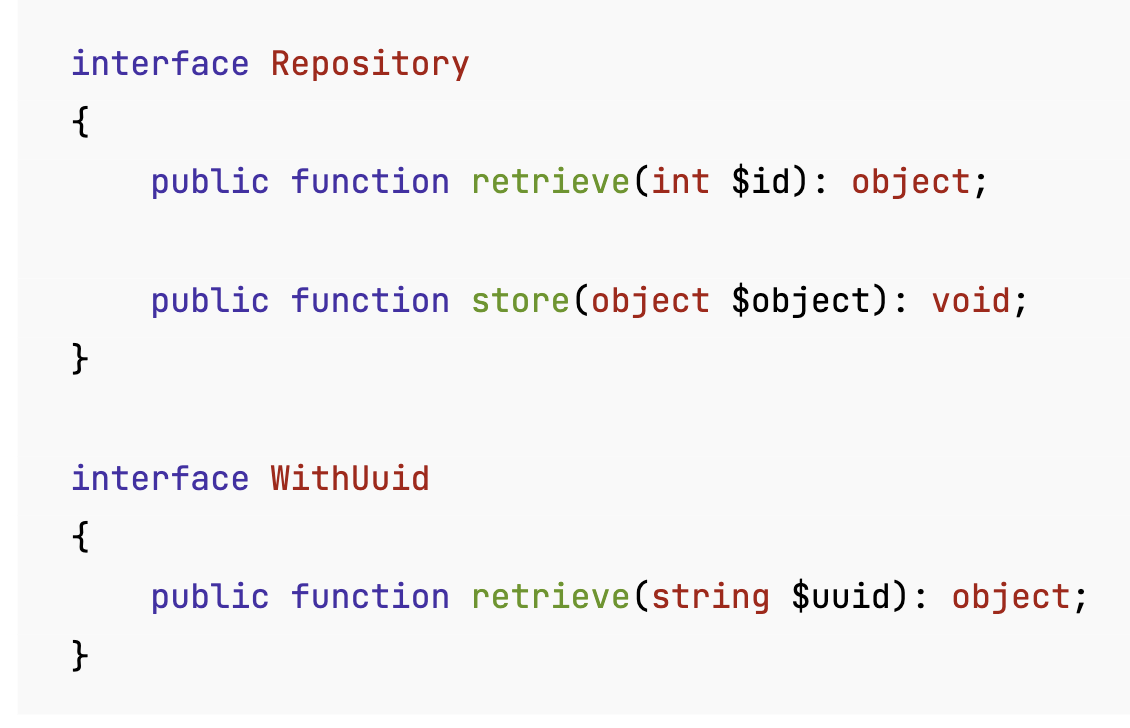 interface Repository
{
    public function retrieve(int $id): object;

    public function store(object $object): void;
}

interface WithUuid
{
    public function retrieve(string $uuid): object;
}